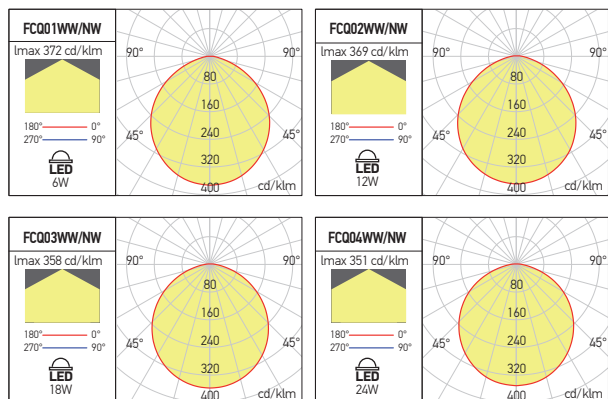 FCQ01WW/NW
Imax 372 cd/klm
180° 0°
270° 90°
LED
6W
90° 90°
80
160
45° 45°
240
320
400 cd/klm
FCQ02WW/NW
Imax 369 cd/klm
180° 0°
270° 90°
LED
12W
90° 90°
80
160
45° 45°
240
320
400 cd/klm
FCQ03WW/NW
Imax 358 cd/klm
180° 0°
270° 90°
LED
18W
90° 90°
80
160
45° 45°
240
320
400 cd/klm
FCQ04WW/NW
Imax 351 cd/klm
180° 0°
270° 90°
LED
24W
90° 90°
80
160
45° 45°
240
320
400 cd/klm